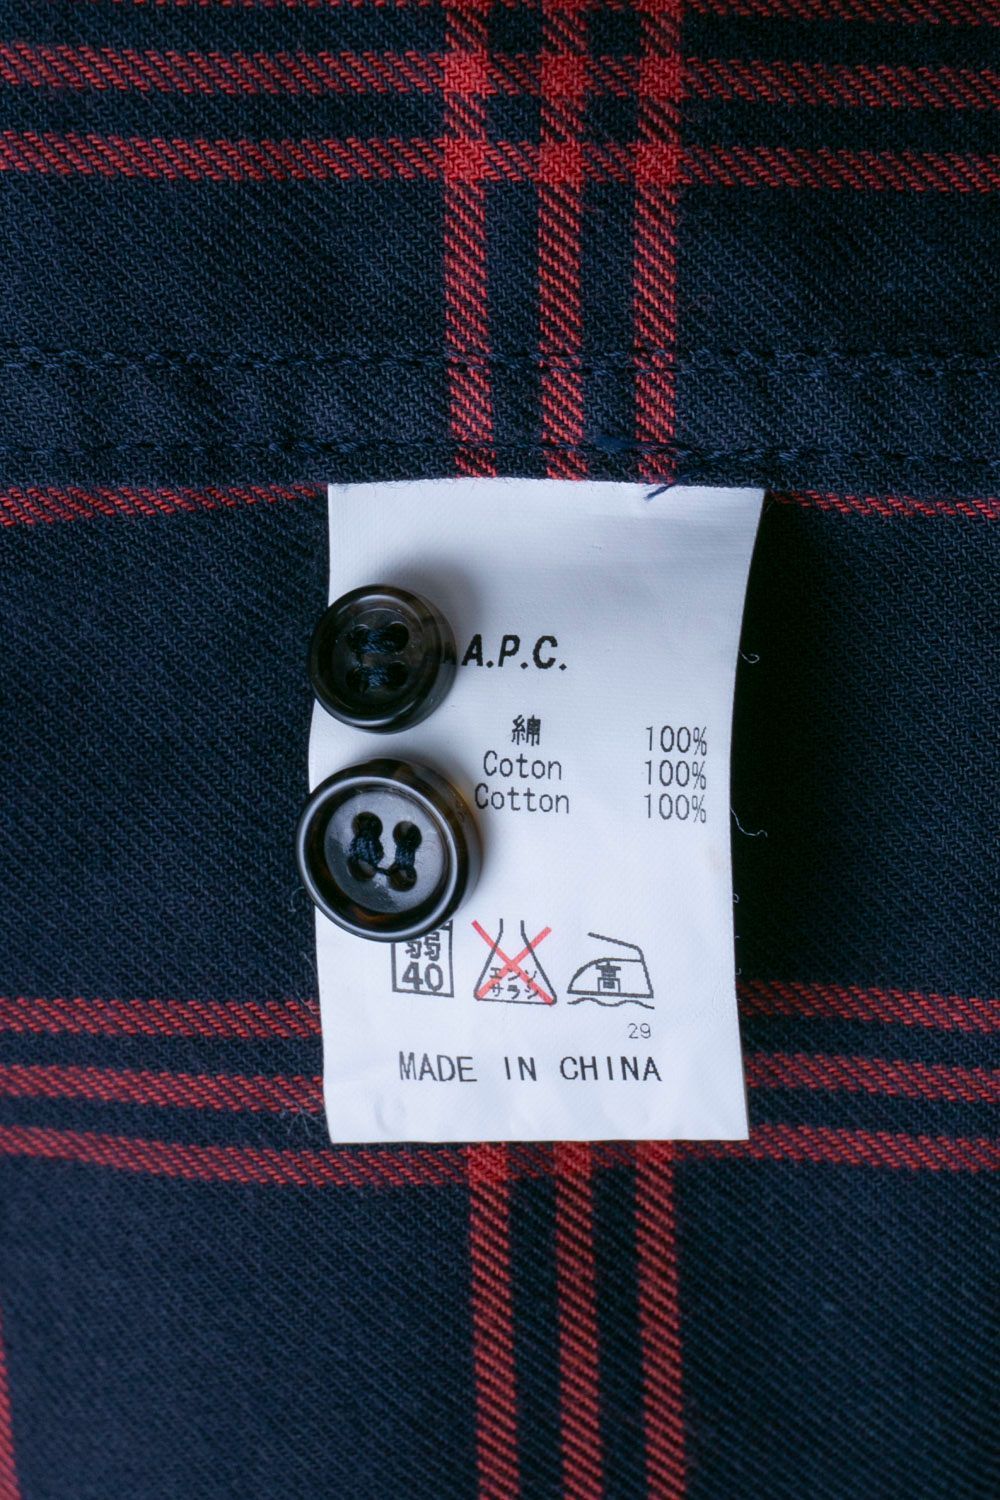 A.P.C.
綿 100%
Coton 100%
Cotton 100%
弱 40 エンソサラシ 高
29
MADE IN CHINA